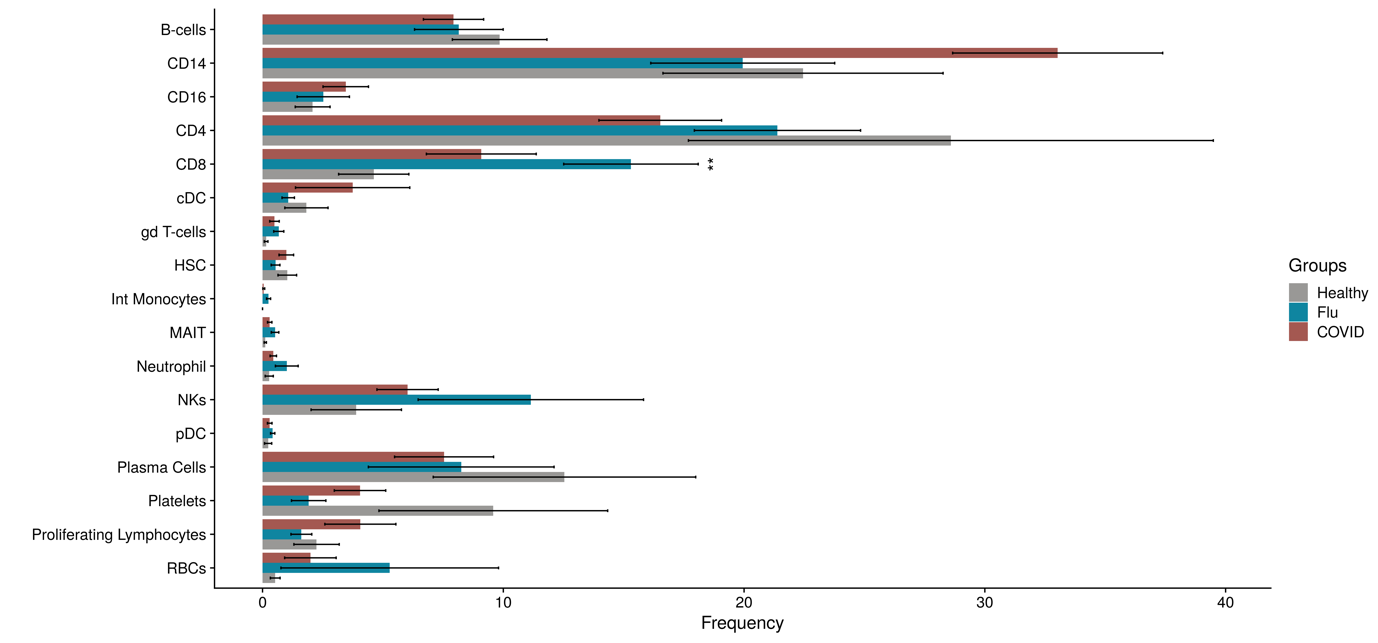 B-cells
CD14
CD16
CD4
CD8
**
cDC
gd T-cells
HSC
Int Monocytes
MAIT
Neutrophil
NKs
pDC
Plasma Cells
Platelets
Proliferating Lymphocytes
RBCs
0 10 20 30 40
Frequency
Groups
Healthy
Flu
COVID